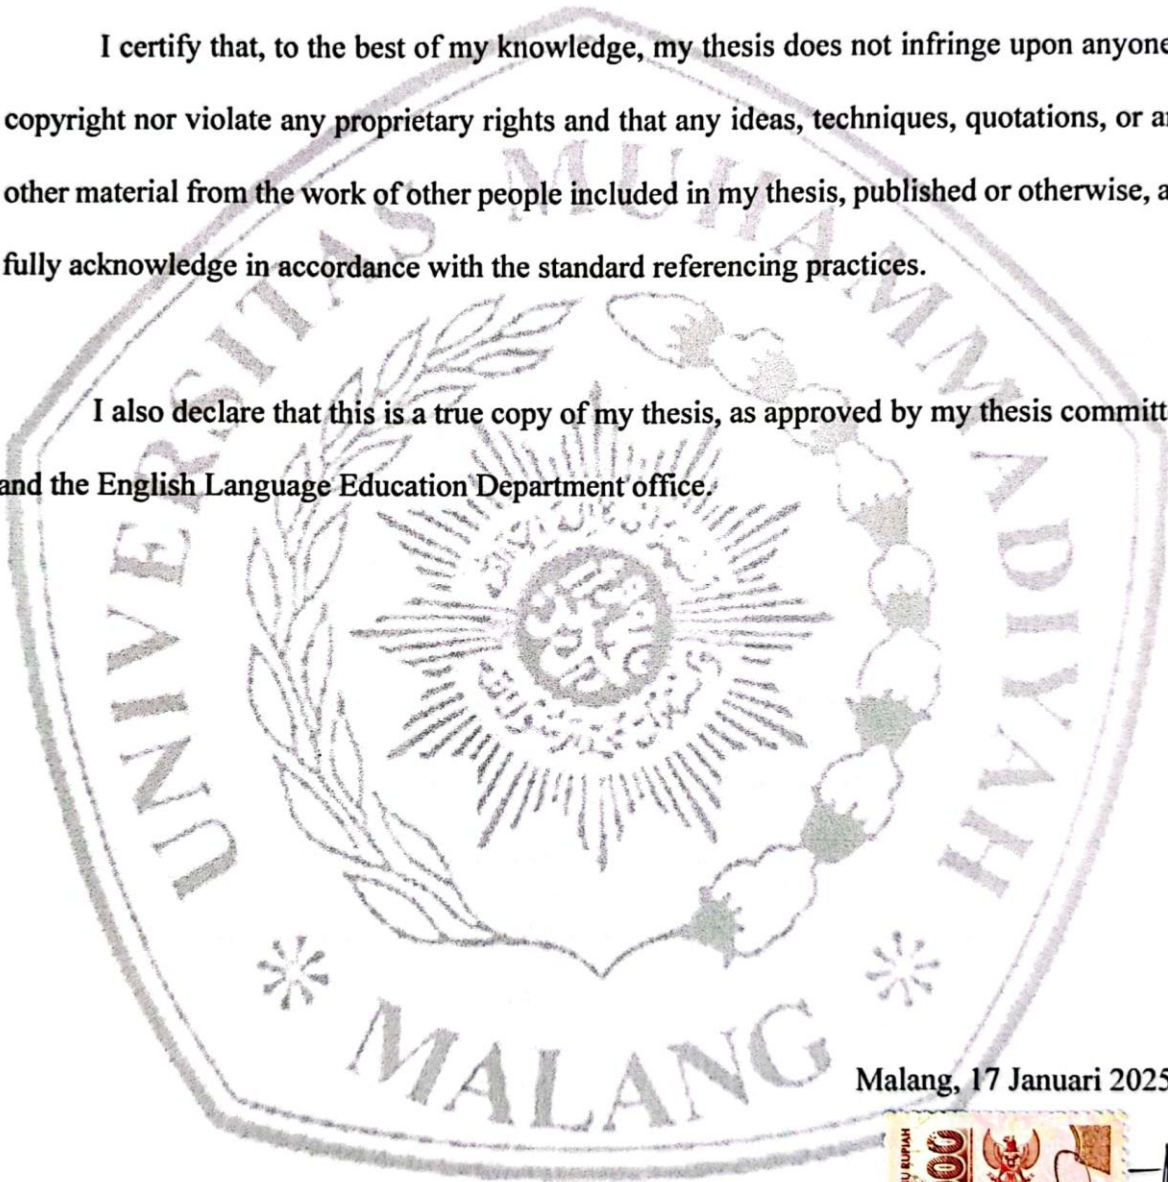 I certify that, to the best of my knowledge, my thesis does not infringe upon anyone
copyright nor violate any proprietary rights and that any ideas, techniques, quotations, or
other material from the work of other people included in my thesis, published or otherwise,
fully acknowledge in accordance with the standard referencing practices.
I also declare that this is a true copy of my thesis, as approved by my thesis committ
and the English Language Education Department office.
UNIVERSITAS MUHAMMADIYAH
MALANG
Malang, 17 Januari 2025
RUPIAH